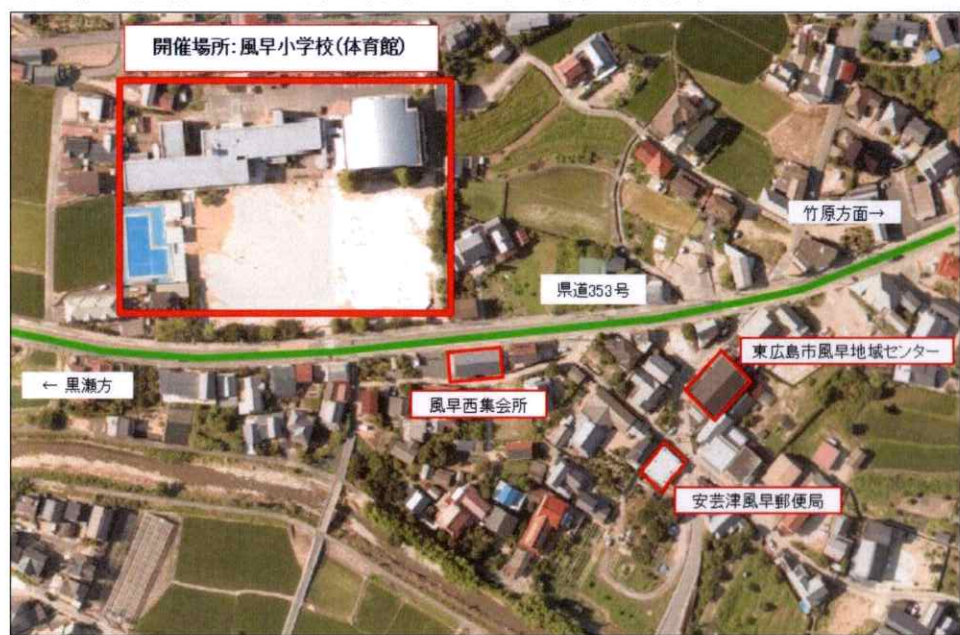 開催場所:風早小学校(体育館)
竹原方面→
県道353号
東広島市風早地域センター
← 黒瀬方
風早西集会所
安芸津風早郵便局